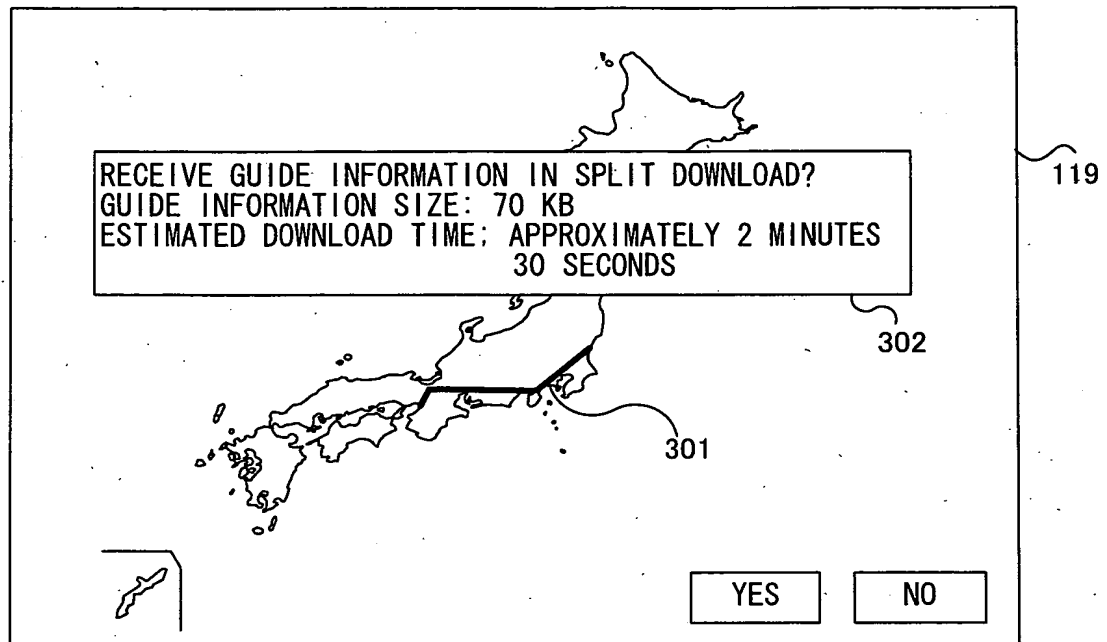 119
RECEIVE GUIDE INFORMATION IN SPLIT DOWNLOAD?
GUIDE INFORMATION SIZE: 70 KB
ESTIMATED DOWNLOAD TIME: APPROXIMATELY 2 MINUTES
30 SECONDS
302
301
YES NO